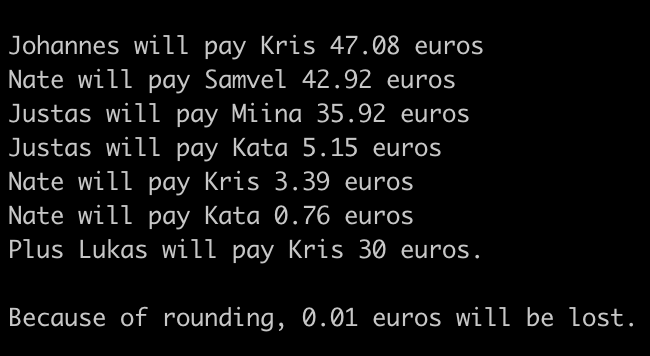 Johannes will pay Kris 47.08 euros
Nate will pay Samvel 42.92 euros
Justas will pay Miina 35.92 euros
Justas will pay Kata 5.15 euros
Nate will pay Kris 3.39 euros
Nate will pay Kata 0.76 euros
Plus Lukas will pay Kris 30 euros.
Because of rounding, 0.01 euros will be lost.